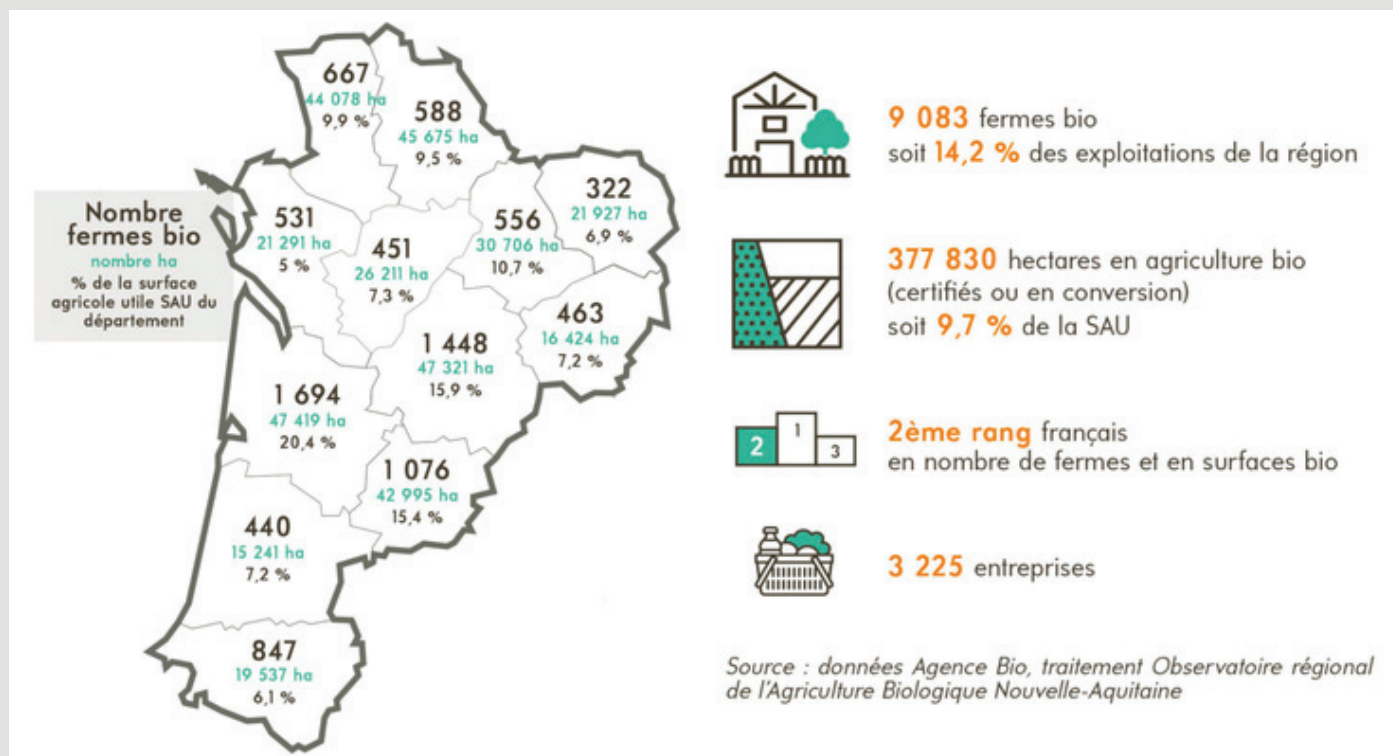 667
44 078 ha
9,9 %
588
45 675 ha
9,5 %
322
21 927 ha
6,9 %
556
30 706 ha
10,7 %
531
21 291 ha
5 %
451
26 211 ha
7,3 %
463
16 424 ha
7,2 %
1 448
47 321 ha
15,9 %
1 694
47 419 ha
20,4 %
1 076
42 995 ha
15,4 %
440
15 241 ha
7,2 %
847
19 537 ha
6,1 %
Nombre
fermes bio
nombre ha
% de la surface
agricole utile SAU du
département
9 083 fermes bio
soit 14,2 % des exploitations de la région
377 830 hectares en agriculture bio
(certifiés ou en conversion)
soit 9,7 % de la SAU
2
1
3
2ème rang français
en nombre de fermes et en surfaces bio
3 225 entreprises
Source : données Agence Bio, traitement Observatoire régional
de l'Agriculture Biologique Nouvelle-Aquitaine